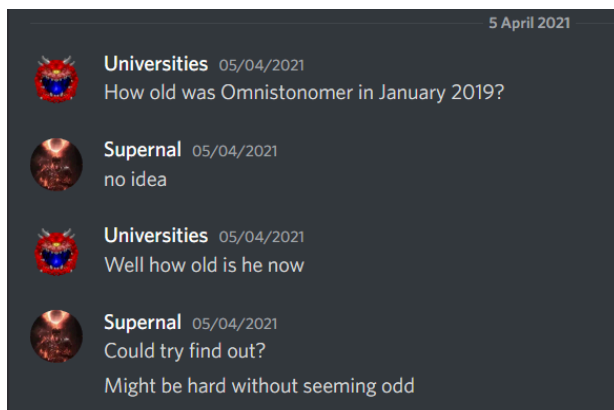 5 April 2021
Universities 05/04/2021
How old was Omnistonomer in January 2019?
Supernal 05/04/2021
no idea
Universities 05/04/2021
Well how old is he now
Supernal 05/04/2021
Could try find out?
Might be hard without seeming odd